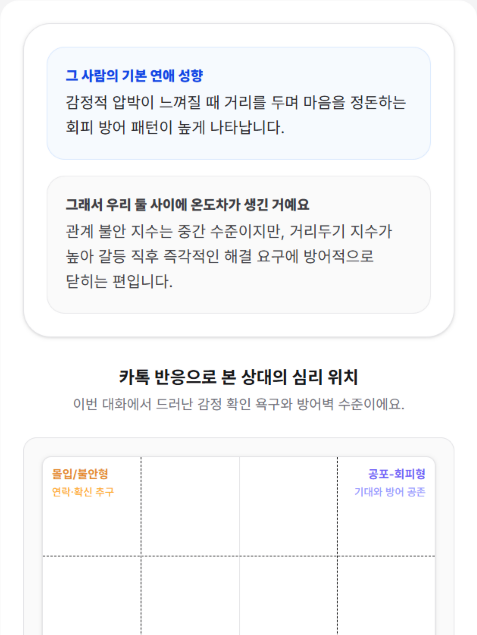 그 사람의 기본 연애 성향
감정적 압박이 느껴질 때 거리를 두며 마음을 정돈하는
회피 방어 패턴이 높게 나타납니다.
그래서 우리 둘 사이에 온도차가 생긴 거예요
관계 불안 지수는 중간 수준이지만, 거리두기 지수가
높아 갈등 직후 즉각적인 해결 요구에 방어적으로
닫히는 편입니다.
카톡 반응으로 본 상대의 심리 위치
이번 대화에서 드러난 감정 확인 욕구와 방어벽 수준이에요.
몰입/불안형
연락·확신 추구
공포-회피형
기대와 방어 공존